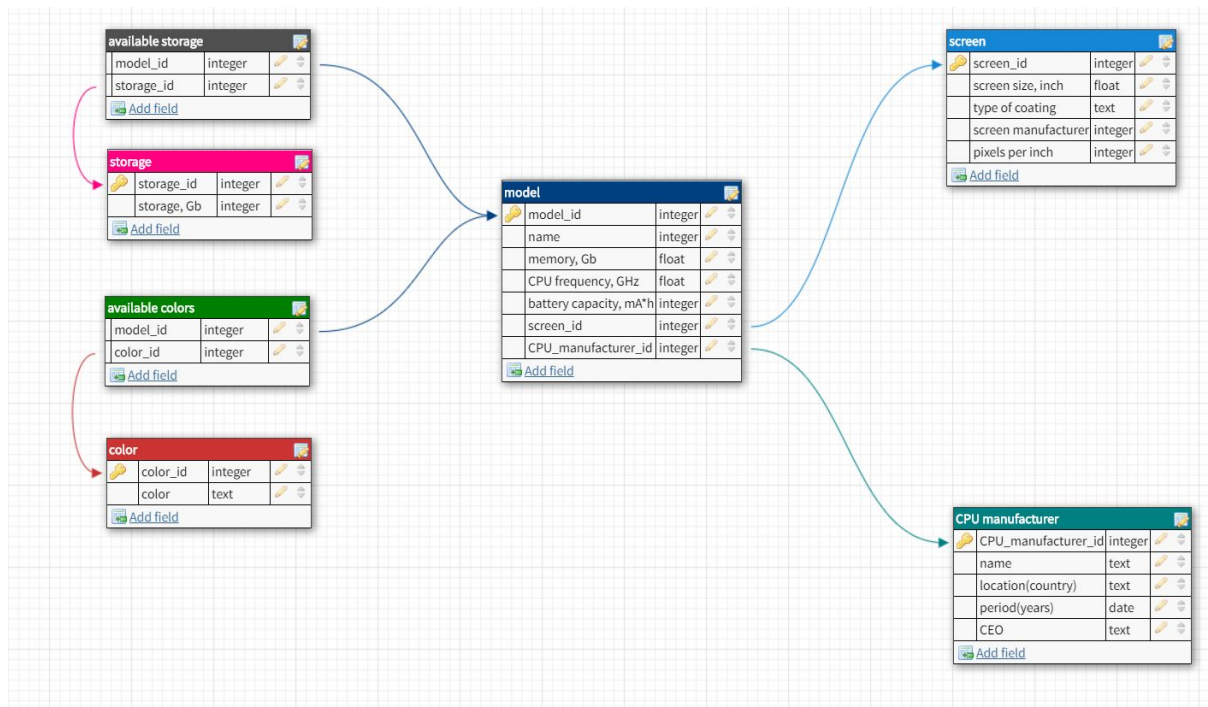 available storage
model_id integer
storage_id integer
Add field
storage
storage_id integer
storage, Gb integer
Add field
available colors
model_id integer
color_id integer
Add field
color
color_id integer
color text
Add field
model
model_id integer
name integer
memory, Gb float
CPU frequency, GHz float
battery capacity, mA*h integer
screen_id integer
CPU_manufacturer_id integer
Add field
screen
screen_id integer
screen size, inch float
type of coating text
screen manufacturer integer
pixels per inch integer
Add field
CPU manufacturer
CPU_manufacturer_id integer
name text
location(country) text
period(years) date
CEO text
Add field